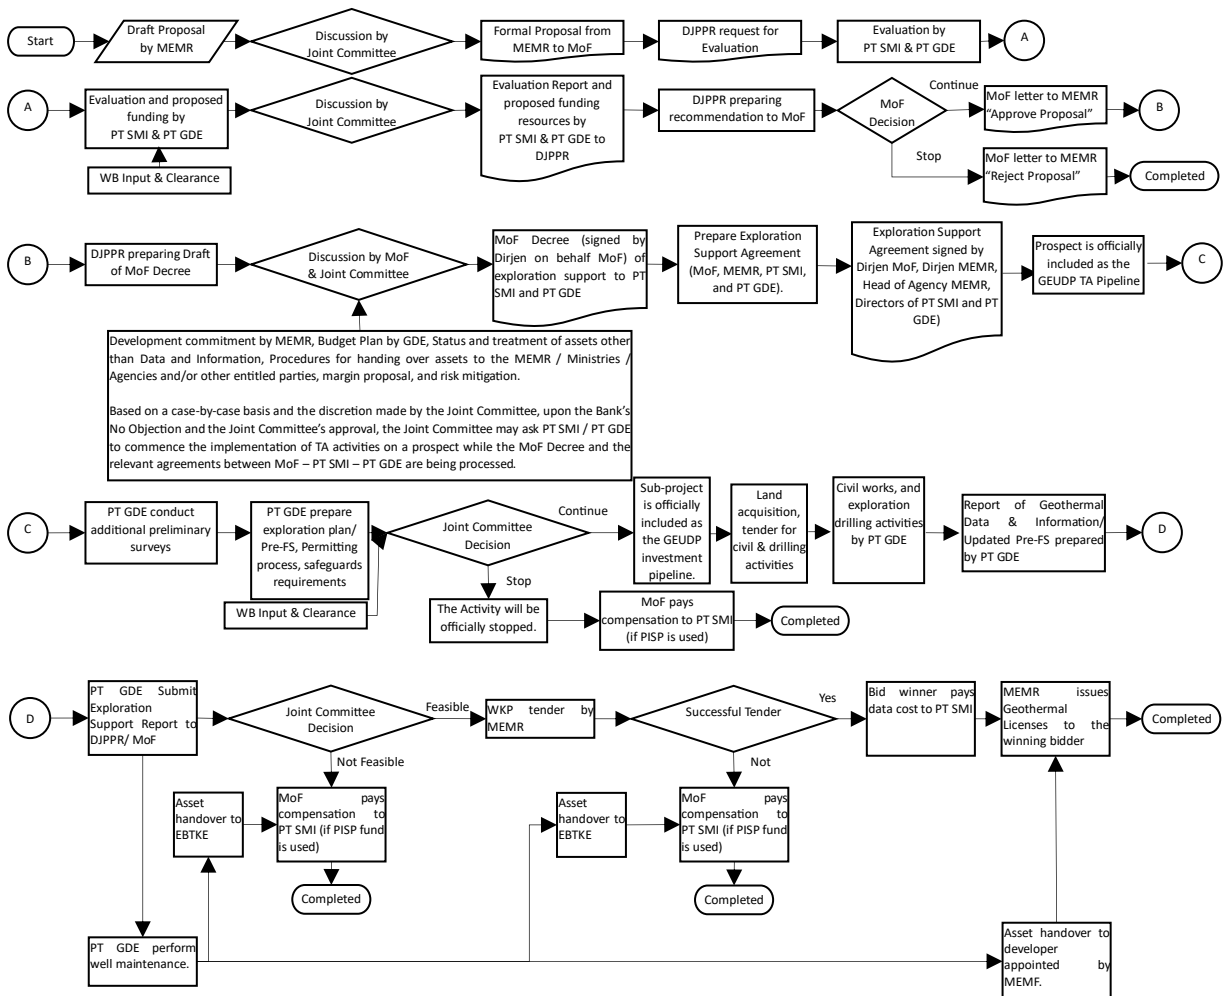 Start
Draft Proposal
by MEMR
Discussion by
Joint Committee
Formal Proposal from
MEMR to MoF
DJPPR request for
Evaluation
Evaluation by
PT SMI & PT GDE
A
A
Evaluation and proposed
funding by
PT SMI & PT GDE
WB Input & Clearance
Discussion by
Joint Committee
Evaluation Report and
proposed funding
resources by
PT SMI & PT GDE to
DJPPR
DJPPR preparing
recommendation to MoF
MoF
Decision
Continue
MoF letter to MEMR
“Approve Proposal”
B
Stop
MoF letter to MEMR
“Reject Proposal”
Completed
B
DJPPR preparing Draft
of MoF Decree
Discussion by MoF
& Joint Committee
MoF Decree (signed by
Dirjen on behalf MoF) of
exploration support to PT
SMI and PT GDE
Prepare Exploration
Support Agreement
(MoF, MEMR, PT SMI,
and PT GDE).
Exploration Support
Agreement signed by
Dirjen MoF, Dirjen MEMR,
Head of Agency MEMR,
Directors of PT SMI and PT
GDE)
Prospect is officially
included as the
GEUDP TA Pipeline
C
Development commitment by MEMR, Budget Plan by GDE, Status and treatment of assets other
than Data and Information, Procedures for handing over assets to the MEMR / Ministries /
Agencies and/or other entitled parties, margin proposal, and risk mitigation.
Based on a case-by-case basis and the discretion made by the Joint Committee, upon the Bank’s
No Objection and the Joint Committee’s approval, the Joint Committee may ask PT SMI / PT GDE
to commence the implementation of TA activities on a prospect while the MoF Decree and the
relevant agreements between MoF – PT SMI – PT GDE are being processed.
C
PT GDE conduct
additional preliminary
surveys
PT GDE prepare
exploration plan/
Pre-FS, Permitting
process, safeguards
requirements
WB Input & Clearance
Joint Committee
Decision
Continue
Sub-project
is officially
included as
the GEUDP
investment
pipeline.
Land
acquisition,
tender for
civil & drilling
activities
Civil works, and
exploration
drilling activities
by PT GDE
Report of Geothermal
Data & Information/
Updated Pre-FS prepared
by PT GDE
D
Stop
The Activity will be
officially stopped.
MoF pays
compensation to PT SMI
(if PISP is used)
Completed
D
PT GDE Submit
Exploration
Support Report to
DJPPR/ MoF
Joint Committee
Decision
Feasible
WKP tender by
MEMR
Successful Tender
Yes
Bid winner pays
data cost to PT SMI
MEMR issues
Geothermal
Licenses to the
winning bidder
Completed
Not Feasible
Asset
handover to
EBTKE
MoF pays
compensation to
PT SMI (if PISP fund
is used)
Completed
Not
Asset
handover to
EBTKE
MoF pays
compensation to
PT SMI (if PISP fund
is used)
Completed
PT GDE perform
well maintenance.
Asset handover to
developer
appointed by
MEMF.